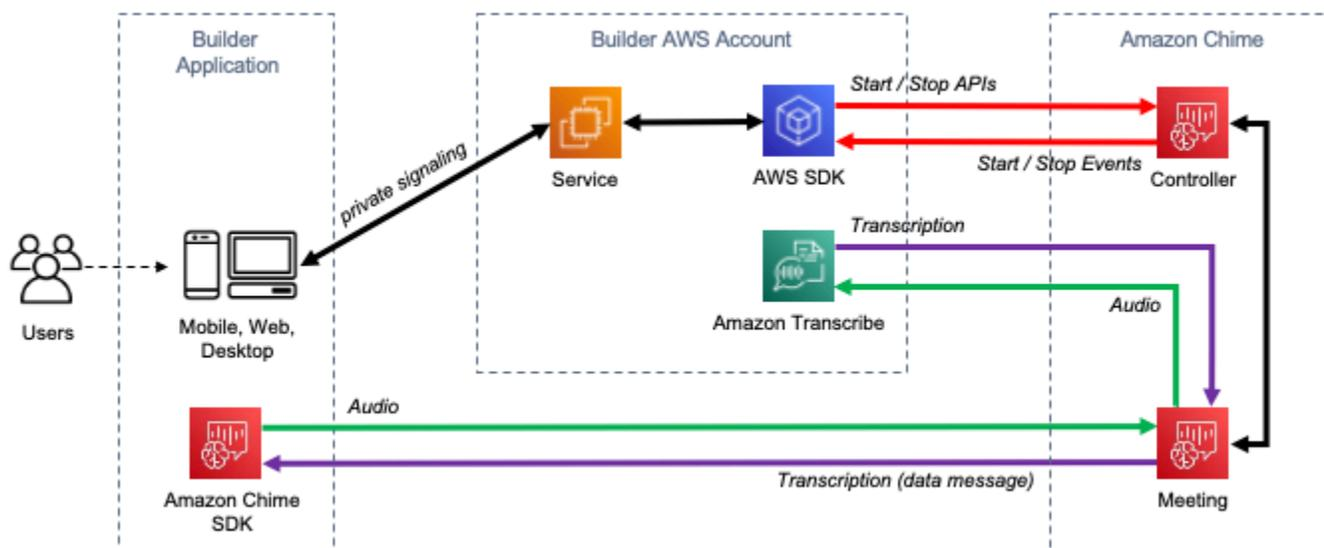 Builder
Application
Builder AWS Account
Amazon Chime
Start / Stop APIs
private signaling
Start / Stop Events
Service
AWS SDK
Controller
Transcription
Users
Mobile, Web,
Desktop
Amazon Transcribe
Audio
Audio
Amazon Chime
SDK
Transcription (data message)
Meeting